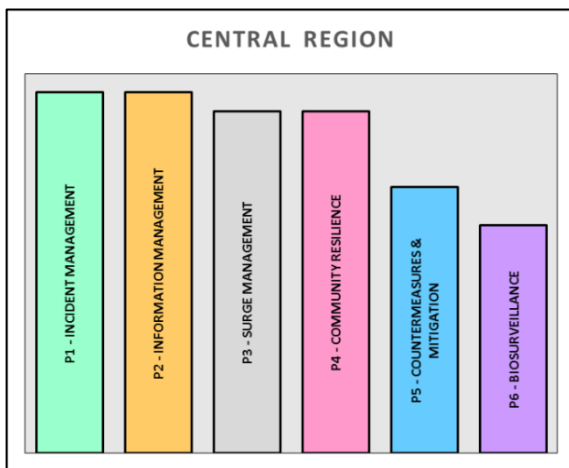 CENTRAL REGION
P1 - INCIDENT MANAGEMENT
P2 - INFORMATION MANAGEMENT
P3 - SURGE MANAGEMENT
P4 - COMMUNITY RESILIENCE
P5 - COUNTERMEASURES &
MITIGATION
P6 - BIOSURVEILLANCE